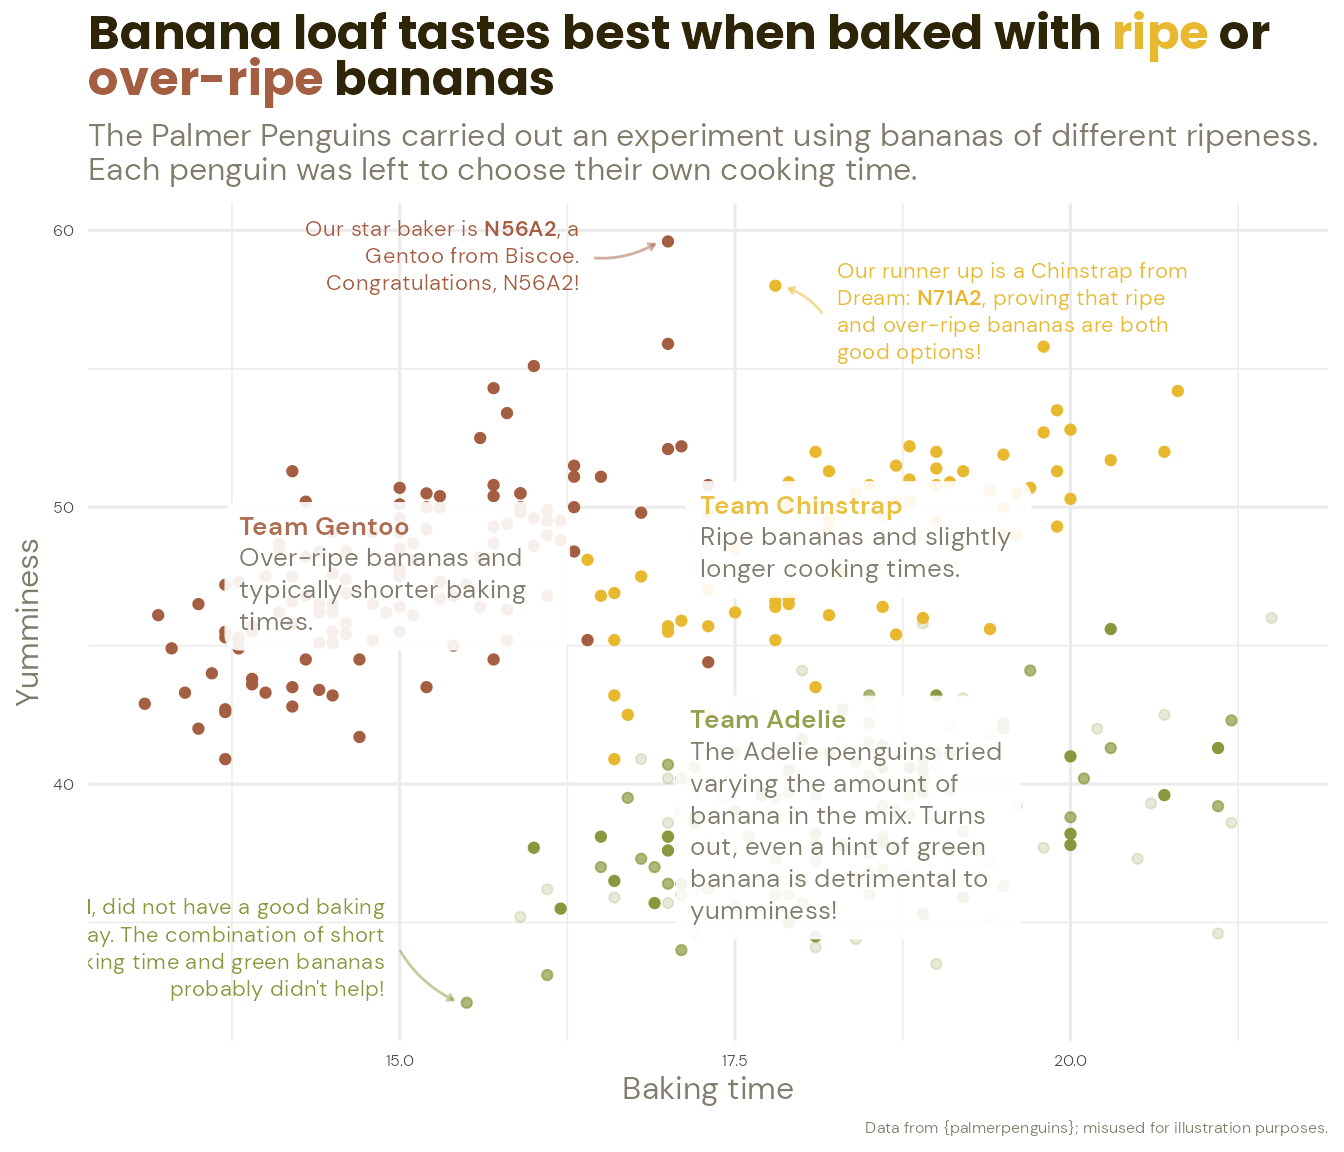 Banana loaf tastes best when baked with ripe or
over-ripe bananas
The Palmer Penguins carried out an experiment using bananas of different ripeness.
Each penguin was left to choose their own cooking time.
Our star baker is N56A2, a
Gentoo from Biscoe.
Congratulations, N56A2!
Our runner up is a Chinstrap from
Dream: N71A2, proving that ripe
and over-ripe bananas are both
good options!
Team Gentoo
Over-ripe bananas and
typically shorter baking
times.
Team Chinstrap
Ripe bananas and slightly
longer cooking times.
Team Adelie
The Adelie penguins tried
varying the amount of
banana in the mix. Turns
out, even a hint of green
banana is detrimental to
yumminess!
did not have a good baking
The combination of short
time and green bananas
probably didn't help!
Yumminess
60
50
40
15.0
17.5
20.0
Baking time
Data from {palmerpenguins}; misused for illustration purposes.